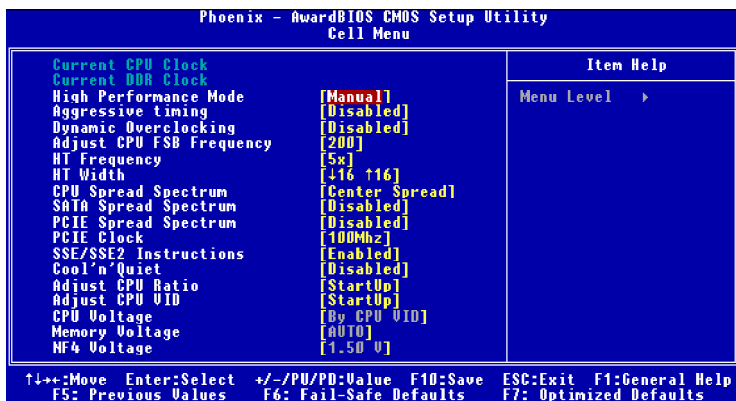 Phoenix - AwardBIOS CMOS Setup Utility
Cell Menu
Current CPU Clock
Current DDR Clock
High Performance Mode [Manual]
Aggressive timing [Disabled]
Dynamic Overclocking [Disabled]
Adjust CPU FSB Frequency [200]
HT Frequency [5x]
HT Width [↓16 ↑16]
CPU Spread Spectrum [Center Spread]
SATA Spread Spectrum [Disabled]
PCIE Spread Spectrum [Disabled]
PCIE Clock [100Mhz]
SSE/SSE2 Instructions [Enabled]
Cool'n'Quiet [Disabled]
Adjust CPU Ratio [StartUp]
Adjust CPU VID [StartUp]
CPU Voltage [By CPU VID]
Memory Voltage [AUTO]
NF4 Voltage [1.50 V]
Item Help
Menu Level ▸
↑↓→←:Move Enter:Select +/-/PU/PD:Value F10:Save ESC:Exit F1:General Help
F5: Previous Values F6: Fail-Safe Defaults F7: Optimized Defaults